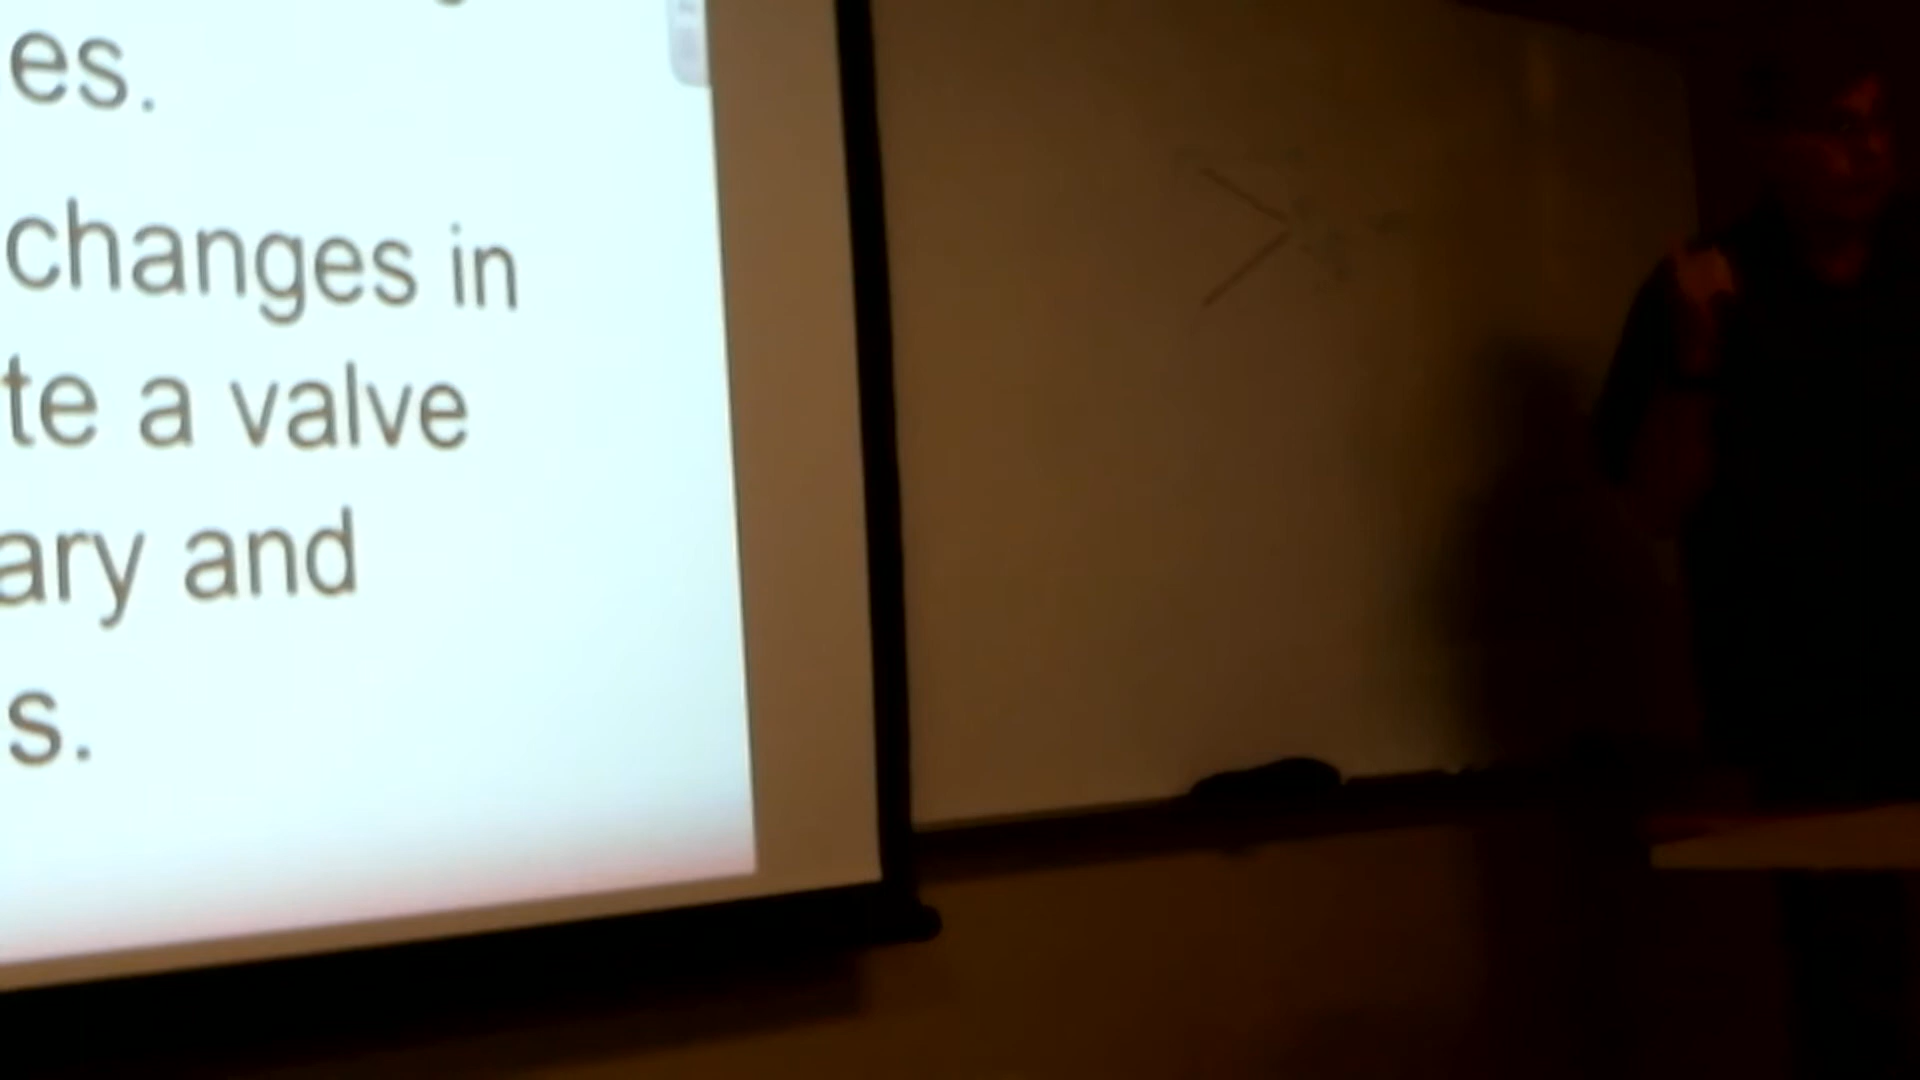 es.
changes in
te a valve
ary and
s.